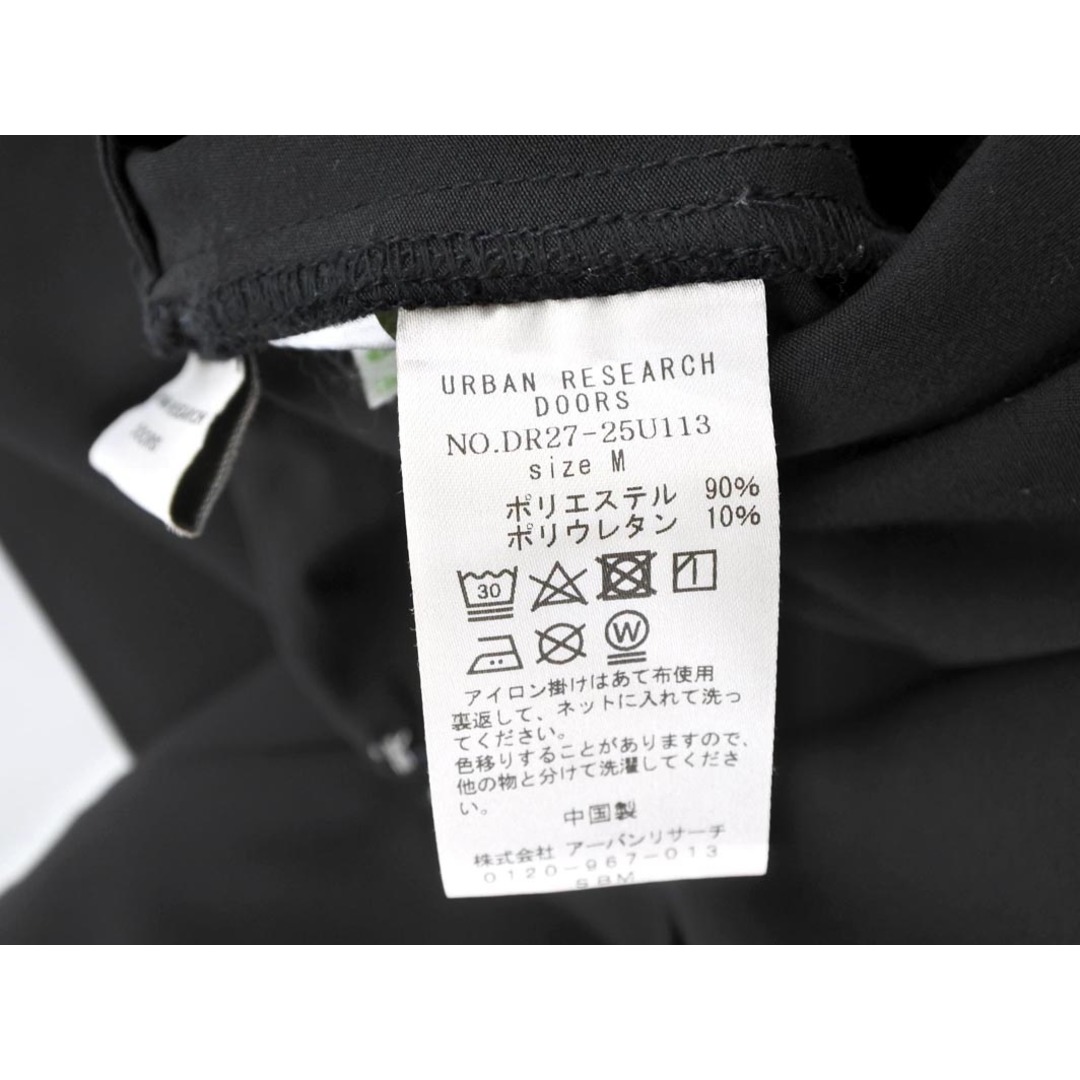 URBAN RESEARCH
DOORS
NO.DR27-25U113
size M
ポリエステル 90%
ポリウレタン 10%
30
W
アイロン掛けはあて布使用
裏返して、ネットに入れて洗っ
てください。
色移りすることがありますので、
他の物と分けて洗濯してくださ
い。
中国製
株式会社 アーバンリサーチ
0120-967-013
SBM
DOORS